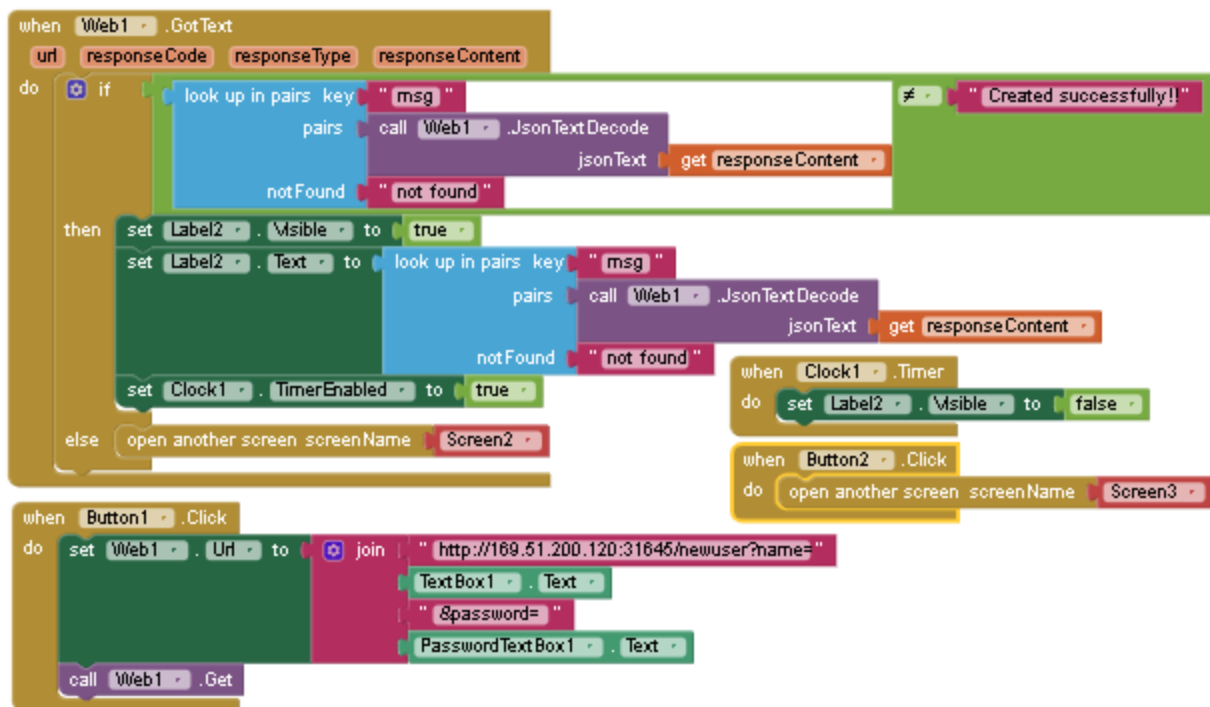 when Web1 .GotText
url responseCode responseType responseContent
do if look up in pairs key " msg " ≠ " Created successfully!! "
pairs call Web1 .JsonTextDecode
jsonText get responseContent
notFound " not found "
then set Label2 . Visible to true
set Label2 . Text to look up in pairs key " msg "
pairs call Web1 .JsonTextDecode
jsonText get responseContent
notFound " not found "
set Clock1 . TimerEnabled to true
else open another screen screenName Screen2
when Clock1 .Timer
do set Label2 . Visible to false
when Button2 .Click
do open another screen screenName Screen3
when Button1 .Click
do set Web1 . Url to join " http://169.51.200.120:31645/newuser?name= "
TextBox1 . Text
" &password= "
PasswordTextBox1 . Text
call Web1 .Get